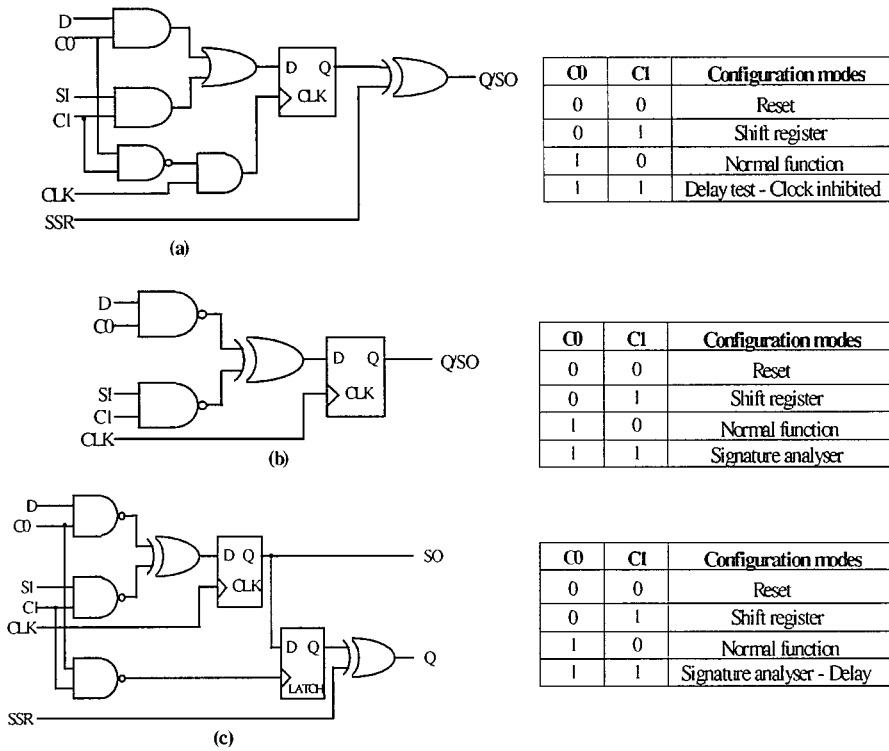 D
C0
SI
C1
CLK
SSR
D Q
CLK
Q/SO
(a)
C0 C1 Configuration modes
0 0 Reset
0 1 Shift register
1 0 Normal function
1 1 Delay test - Clock inhibited
D
C0
SI
C1
CLK
D Q
CLK
Q/SO
(b)
C0 C1 Configuration modes
0 0 Reset
0 1 Shift register
1 0 Normal function
1 1 Signature analyser
D
C0
SI
C1
CLK
SSR
D Q
CLK
SO
D Q
LATCH
Q
(c)
C0 C1 Configuration modes
0 0 Reset
0 1 Shift register
1 0 Normal function
1 1 Signature analyser - Delay